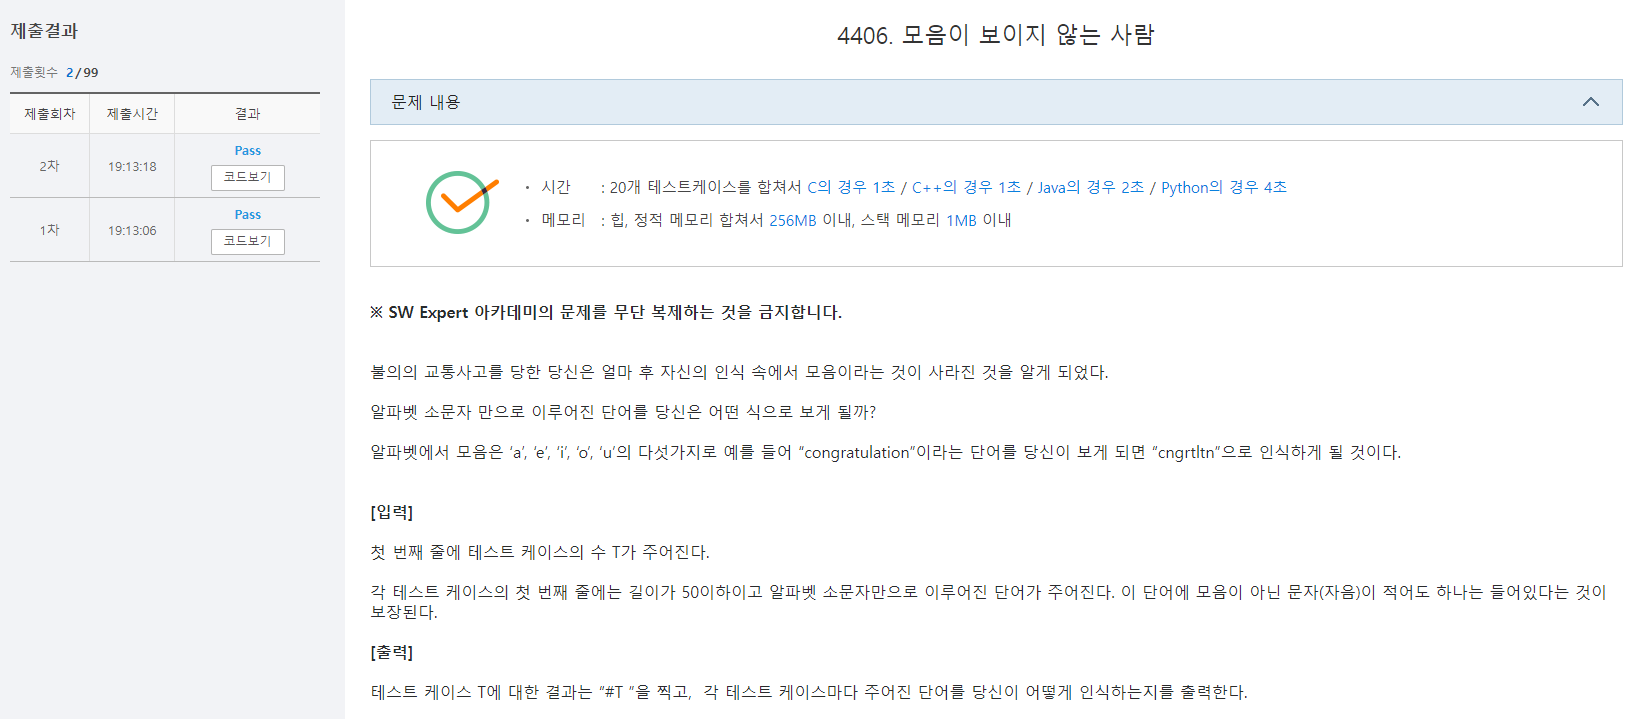 제출결과
제출횟수 2/99
제출회차 제출시간 결과
2차 19:13:18 Pass
코드보기
1차 19:13:06 Pass
코드보기
4406. 모음이 보이지 않는 사람
문제 내용
· 시간 : 20개 테스트케이스를 합쳐서 C의 경우 1초 / C++의 경우 1초 / Java의 경우 2초 / Python의 경우 4초
· 메모리 : 힙, 정적 메모리 합쳐서 256MB 이내, 스택 메모리 1MB 이내
※ SW Expert 아카데미의 문제를 무단 복제하는 것을 금지합니다.
불의의 교통사고를 당한 당신은 얼마 후 자신의 인식 속에서 모음이라는 것이 사라진 것을 알게 되었다.
알파벳 소문자 만으로 이루어진 단어를 당신은 어떤 식으로 보게 될까?
알파벳에서 모음은 ‘a’, ‘e’, ‘i’, ‘o’, ‘u’의 다섯가지로 예를 들어 “congratulation”이라는 단어를 당신이 보게 되면 “cngrtltn”으로 인식하게 될 것이다.
[입력]
첫 번째 줄에 테스트 케이스의 수 T가 주어진다.
각 테스트 케이스의 첫 번째 줄에는 길이가 50이하이고 알파벳 소문자만으로 이루어진 단어가 주어진다. 이 단어에 모음이 아닌 문자(자음)이 적어도 하나는 들어있다는 것이
보장된다.
[출력]
테스트 케이스 T에 대한 결과는 “#T ”을 찍고, 각 테스트 케이스마다 주어진 단어를 당신이 어떻게 인식하는지를 출력한다.